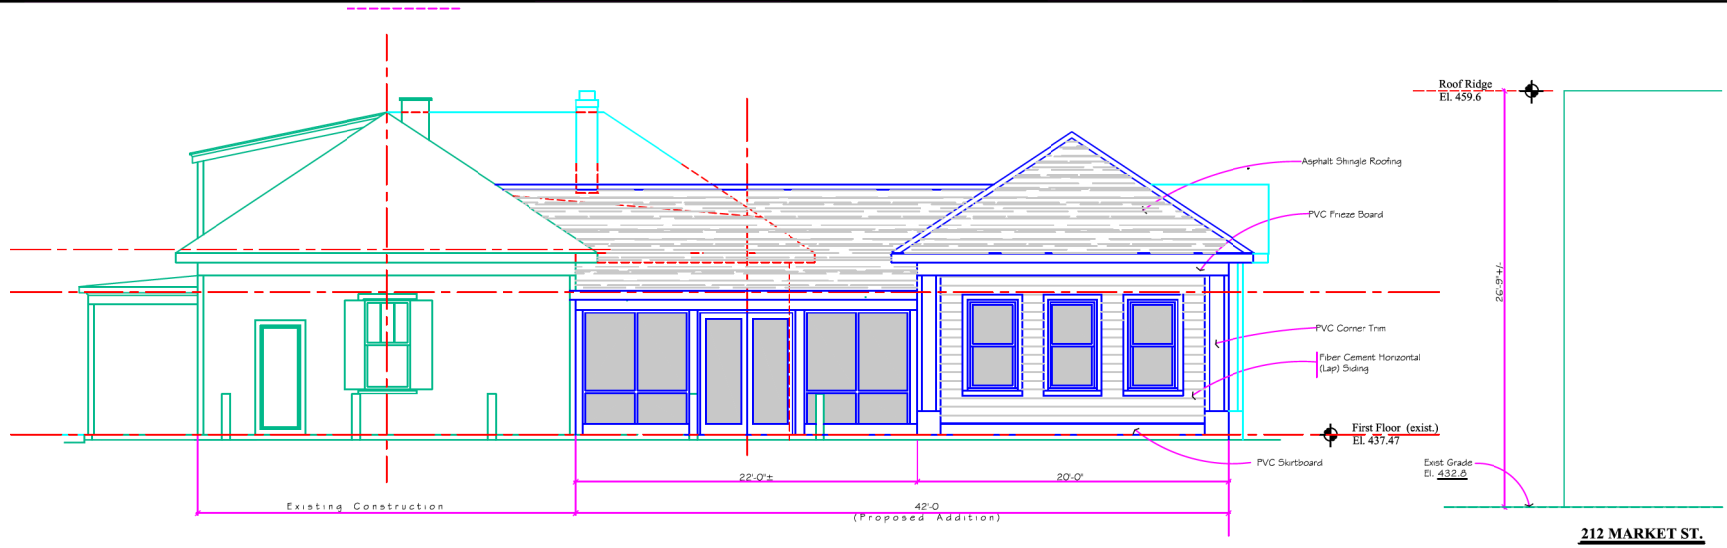 Roof Ridge
El. 459.6
Asphalt Shingle Roofing
PVC Frieze Board
26'-9"+/-
PVC Corner Trim
Fiber Cement Horizontal
(Lap) Siding
First Floor (exist.)
El. 437.47
PVC Skirtboard
Exist Grade
El. 432.8
22'-0"±
20'-0"
Existing Construction
42'-0
(Proposed Addition)
212 MARKET ST.